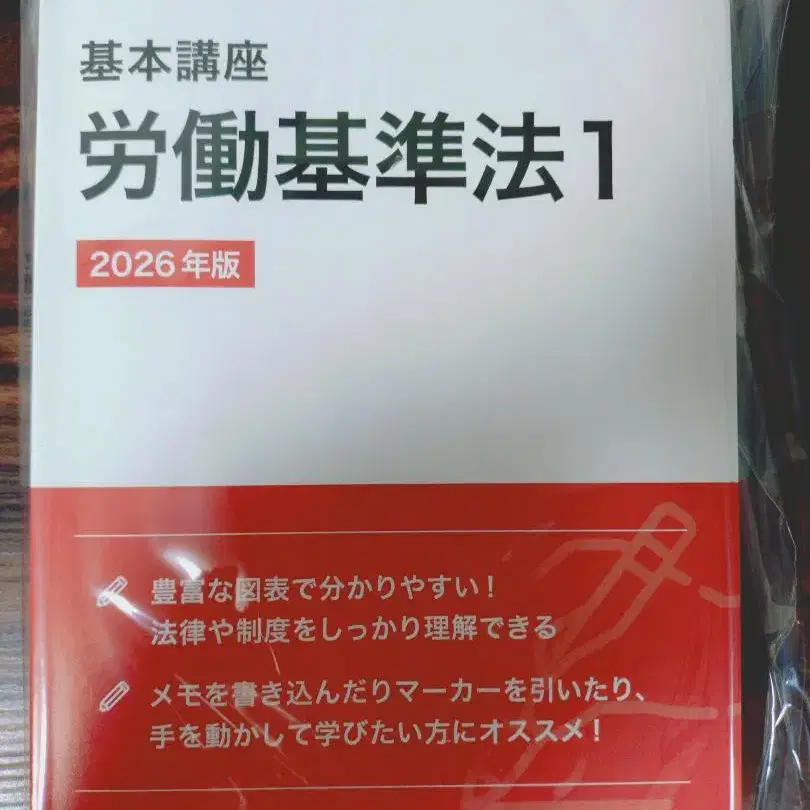 基本講座
労働基準法1
2026年版
豊富な図表で分かりやすい！
法律や制度をしっかり理解できる
メモを書き込んだりマーカーを引いたり、
手を動かして学びたい方にオススメ！